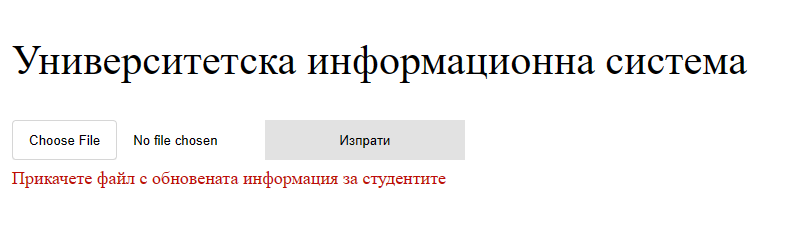 Университетска информационна система
Choose File No file chosen Изпрати
Прикачете файл с обновената информация за студентите